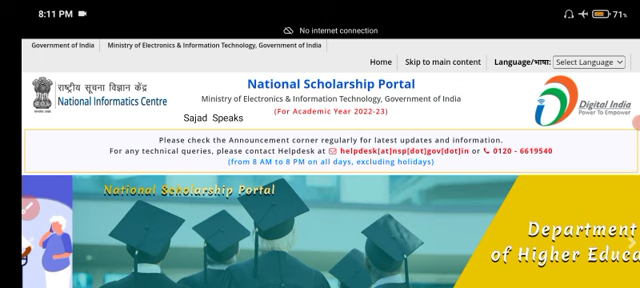 8:11 PM
71%
No internet connection
Government of India
Ministry of Electronics & Information Technology, Government of India
Home
Skip to main content
Language/भाषा:
Select Language
राष्ट्रीय सूचना विज्ञान केंद्र
National Informatics Centre
National Scholarship Portal
Ministry of Electronics & Information Technology, Government of India
(For Academic Year 2022-23)
Sajad Speaks
Digital India
Power To Empower
Please check the Announcement corner regularly for latest updates and information.
For any technical queries, please contact Helpdesk at helpdesk[at]nsp[dot]gov[dot]in or 0120 - 6619540
(from 8 AM to 8 PM on all days, excluding holidays)
National Scholarship Portal
Department
of Higher Educa